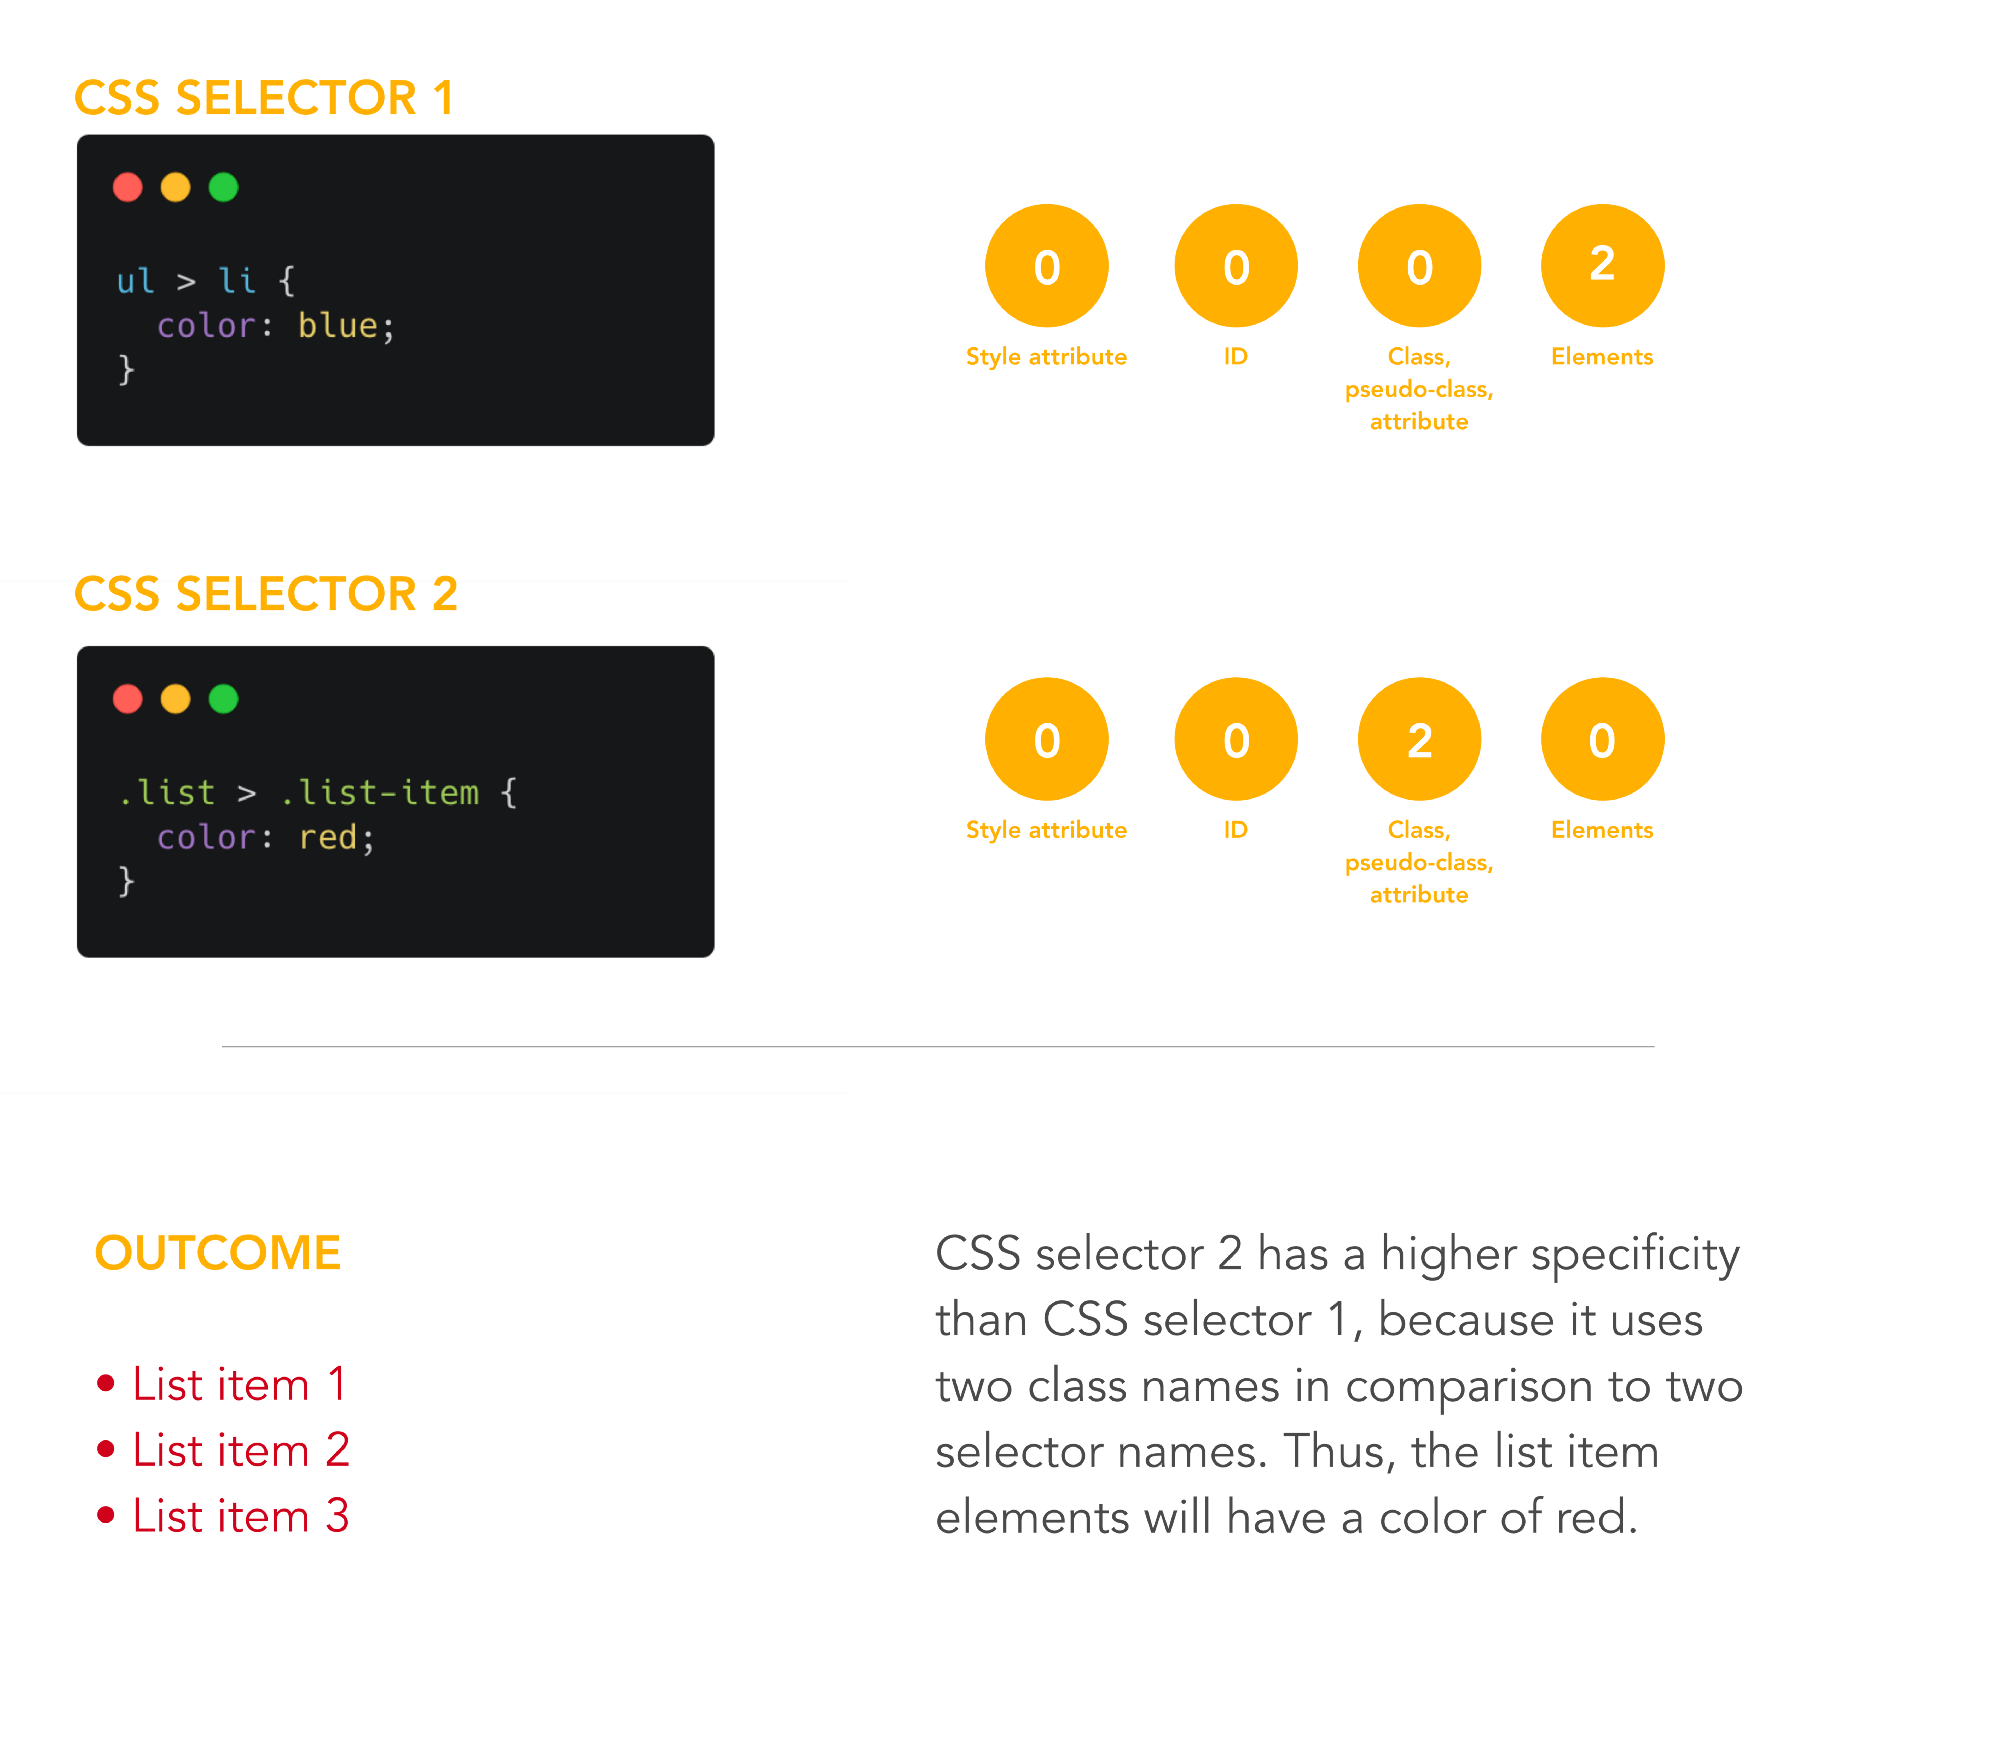 CSS SELECTOR 1
ul > li {
  color: blue;
}
0 0 0 2
Style attribute ID Class, Elements
pseudo-class,
attribute
CSS SELECTOR 2
.list > .list-item {
  color: red;
}
0 0 2 0
Style attribute ID Class, Elements
pseudo-class,
attribute
OUTCOME
• List item 1
• List item 2
• List item 3
CSS selector 2 has a higher specificity
than CSS selector 1, because it uses
two class names in comparison to two
selector names. Thus, the list item
elements will have a color of red.